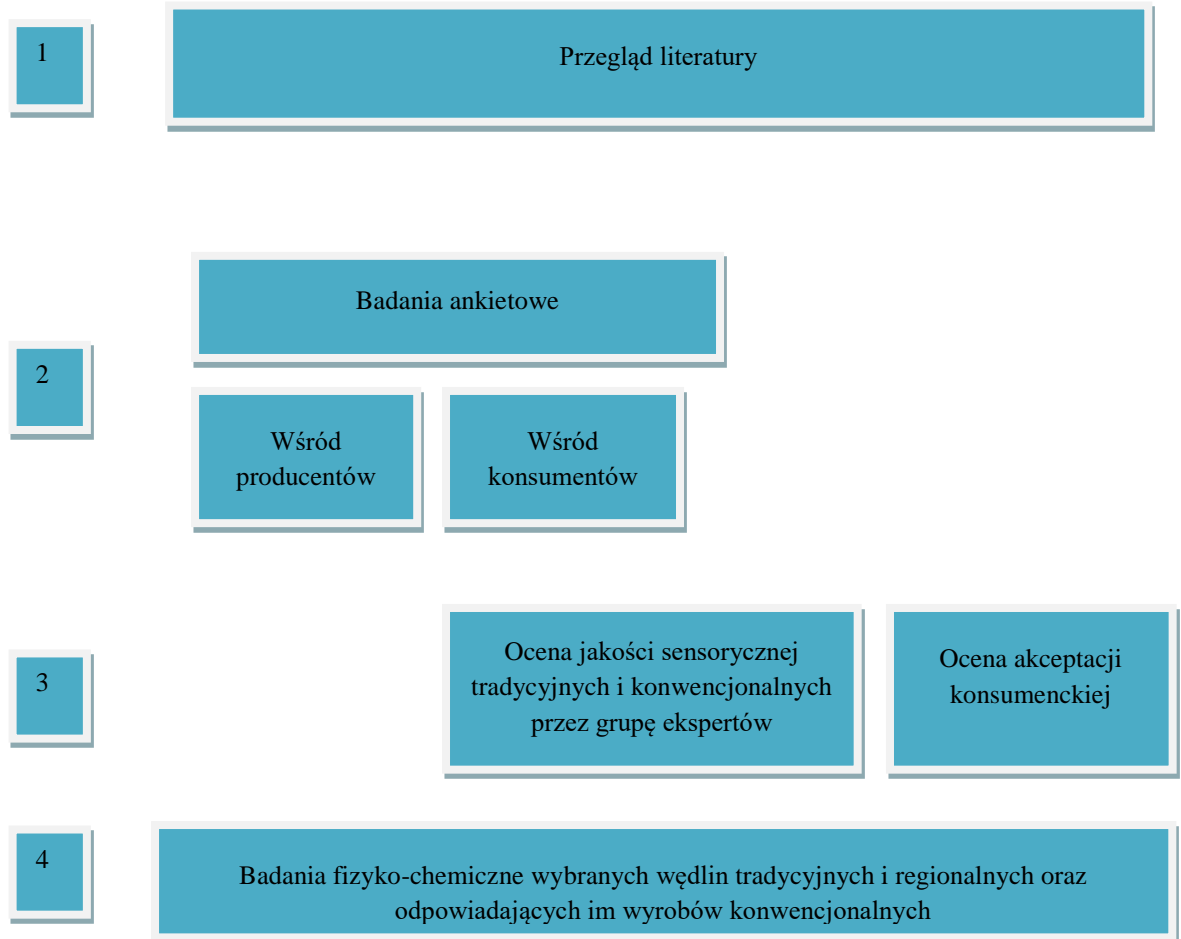 1
Przegląd literatury
2
Badania ankietowe
Wśród
producentów
Wśród
konsumentów
3
Ocena jakości sensorycznej
tradycyjnych i konwencjonalnych
przez grupę ekspertów
Ocena akceptacji
konsumenckiej
4
Badania fizyko-chemiczne wybranych wędlin tradycyjnych i regionalnych oraz
odpowiadających im wyrobów konwencjonalnych